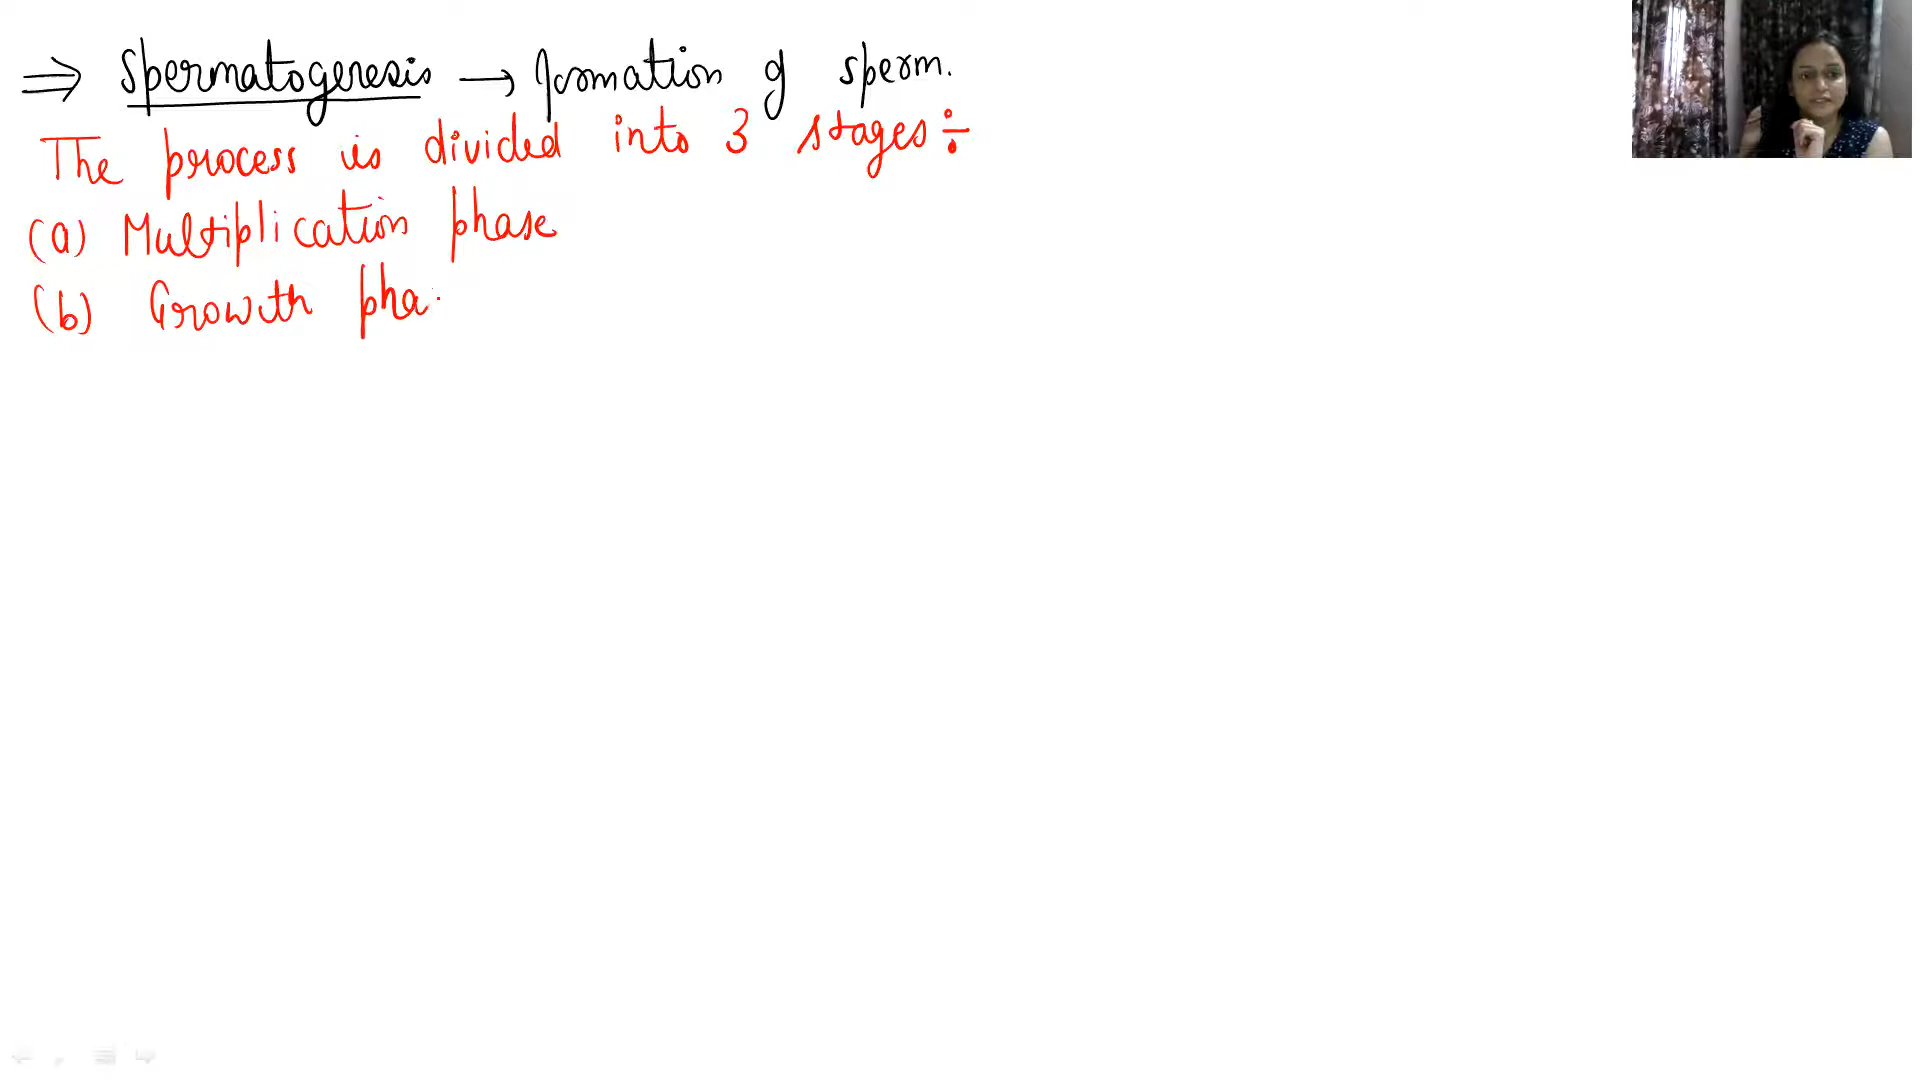 ⇒ Spermatogenesis → formation of sperm.
The process is divided into 3 stages ÷
(a) Multiplication phase
(b) Growth pha